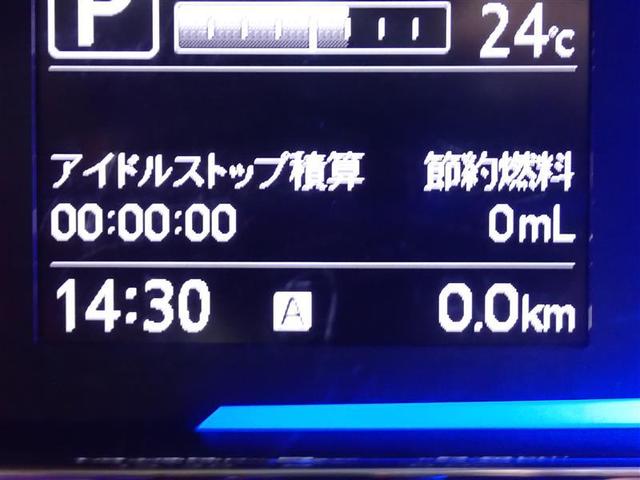 P 24℃
アイドルストップ積算 節約燃料
00:00:00 0mL
14:30 A 0.0km